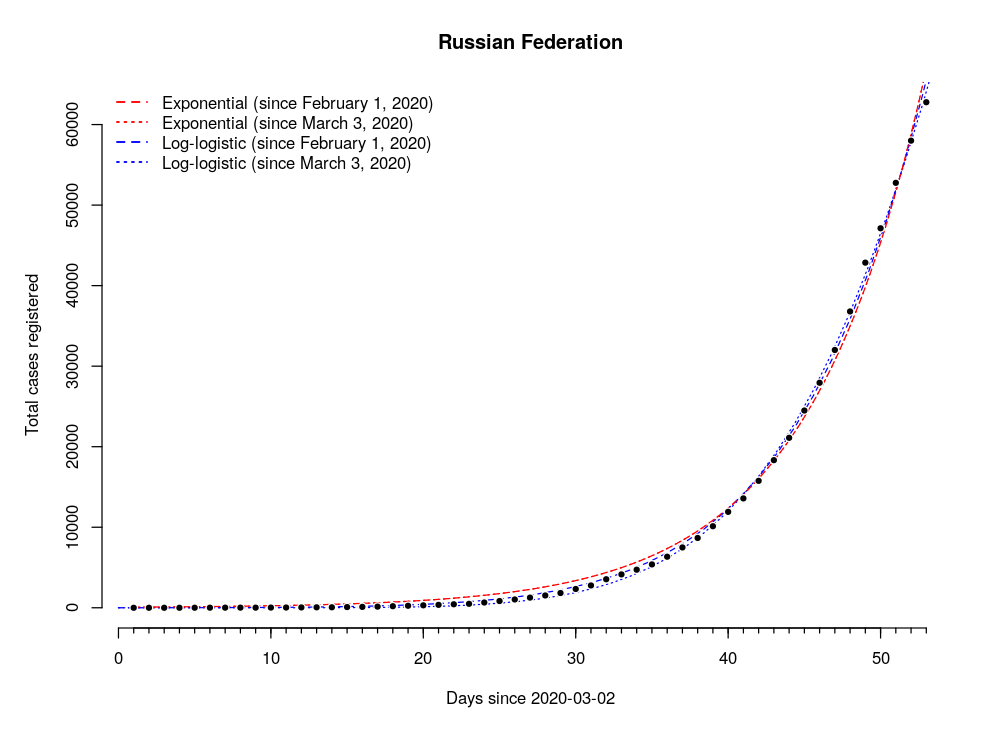 Russian Federation
Exponential (since February 1, 2020)
Exponential (since March 3, 2020)
Log-logistic (since February 1, 2020)
Log-logistic (since March 3, 2020)
Total cases registered
60000
50000
40000
30000
20000
10000
0
0 10 20 30 40 50
Days since 2020-03-02